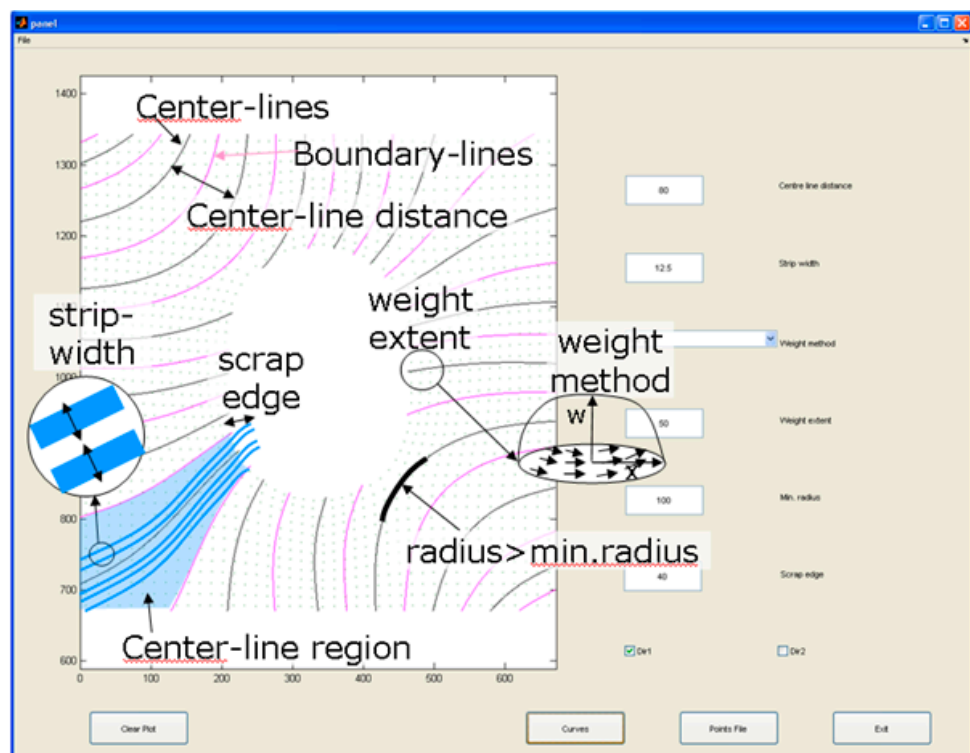 panel
File
1400
1300
1200
1000
800
700
600
0
100
200
300
400
500
600
Center-lines
Boundary-lines
Center-line distance
strip-
width
scrap
edge
weight
extent
weight
method
w
x
radius>min.radius
Center-line region
80
Centre line distance
12.5
Strip width
Weight method
50
Weight extent
100
Min. radius
40
Scrap edge
Dir1
Dir2
Clear Plot
Curves
Points File
Exit